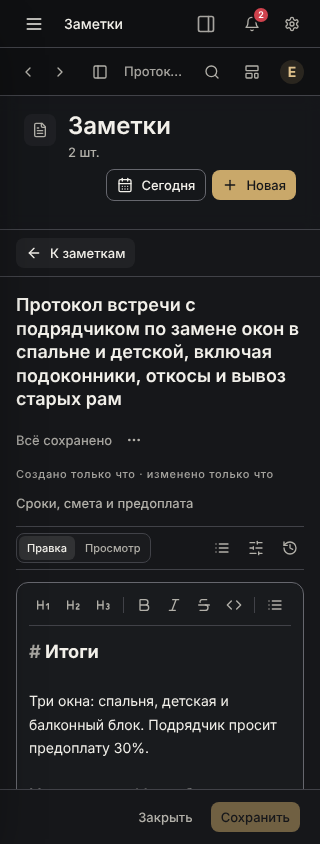 Заметки
2
Проток...
E
Заметки
2 шт.
Сегодня
Новая
К заметкам
Протокол встречи с
подрядчиком по замене окон в
спальне и детской, включая
подоконники, откосы и вывоз
старых рам
Всё сохранено
Создано только что · изменено только что
Сроки, смета и предоплата
Правка Просмотр
H1 H2 H3 B I S
# Итоги
Три окна: спальня, детская и
балконный блок. Подрядчик просит
предоплату 30%.
Закрыть Сохранить